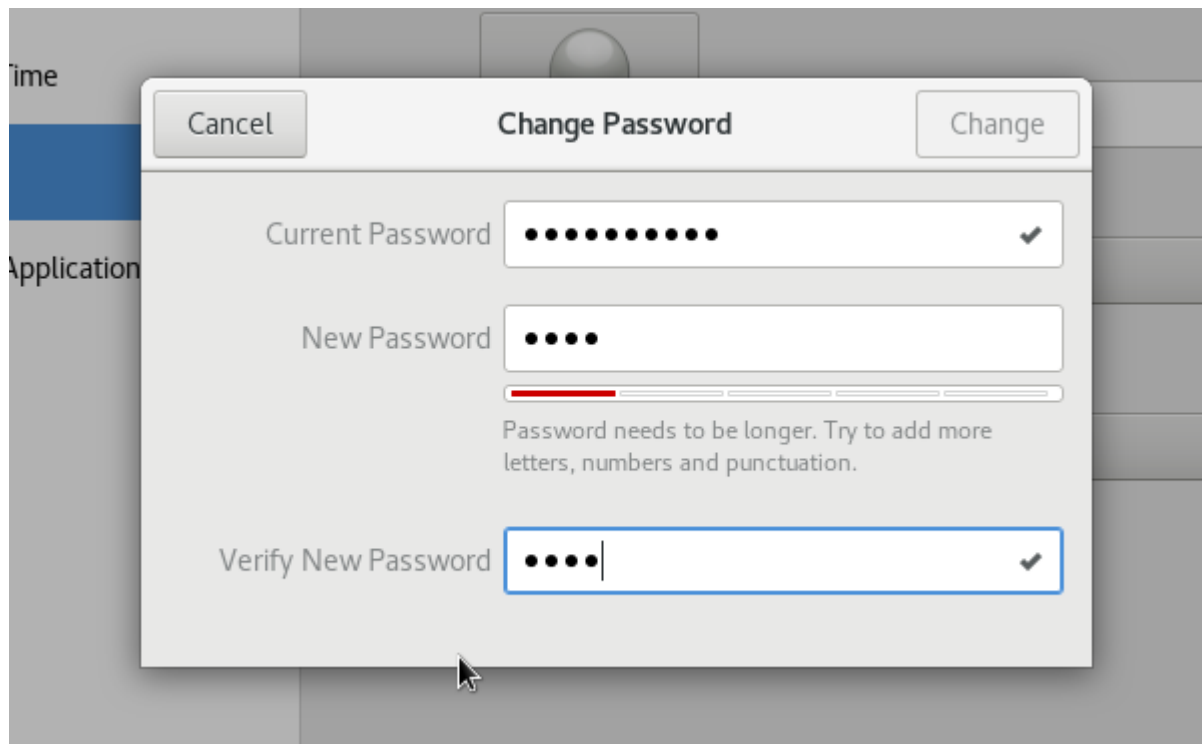 Time
Cancel
Change Password
Change
Current Password
Application
New Password
Password needs to be longer. Try to add more
letters, numbers and punctuation.
Verify New Password